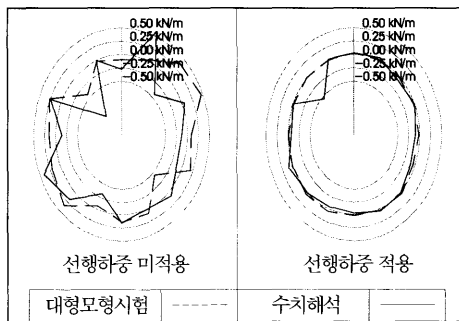 0.50 kN/m
0.25 kN/m
0.00 kN/m
-0.25 kN/m
-0.50 kN/m
선행하중 미적용
0.50 kN/m
0.25 kN/m
0.00 kN/m
-0.25 kN/m
-0.50 kN/m
선행하중 적용
대형모형시험
수치해석